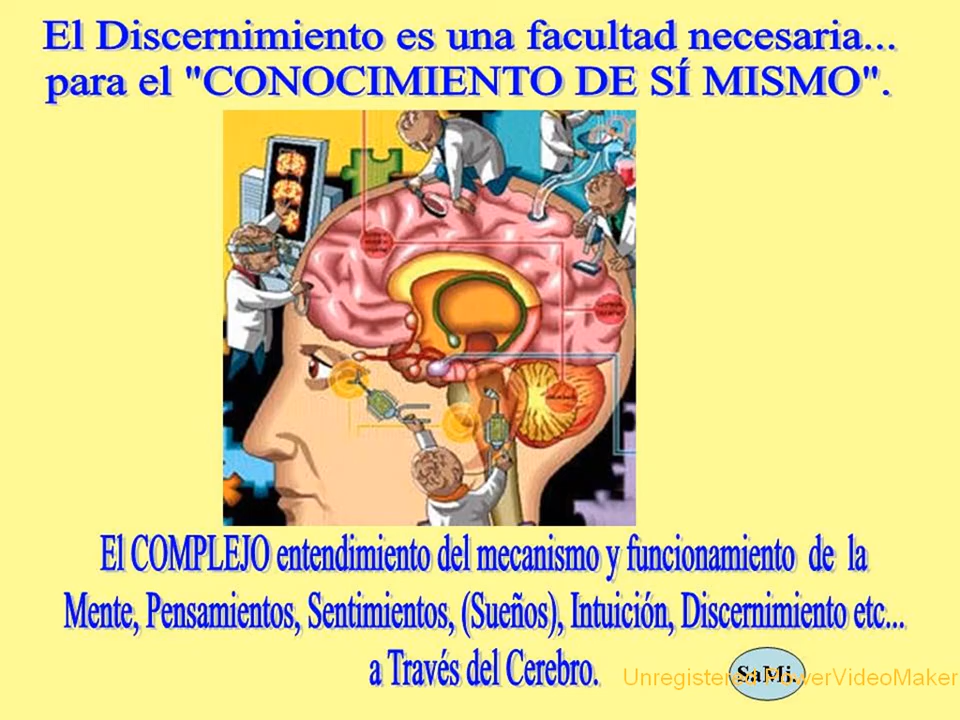 El Discernimiento es una facultad necesaria...
para el "CONOCIMIENTO DE SÍ MISMO".
El COMPLEJO entendimiento del mecanismo y funcionamiento de la
Mente, Pensamientos, Sentimientos, (Sueños), Intuición, Discernimiento etc...
a Través del Cerebro.
SaMi.
Unregistered PowerVideoMaker